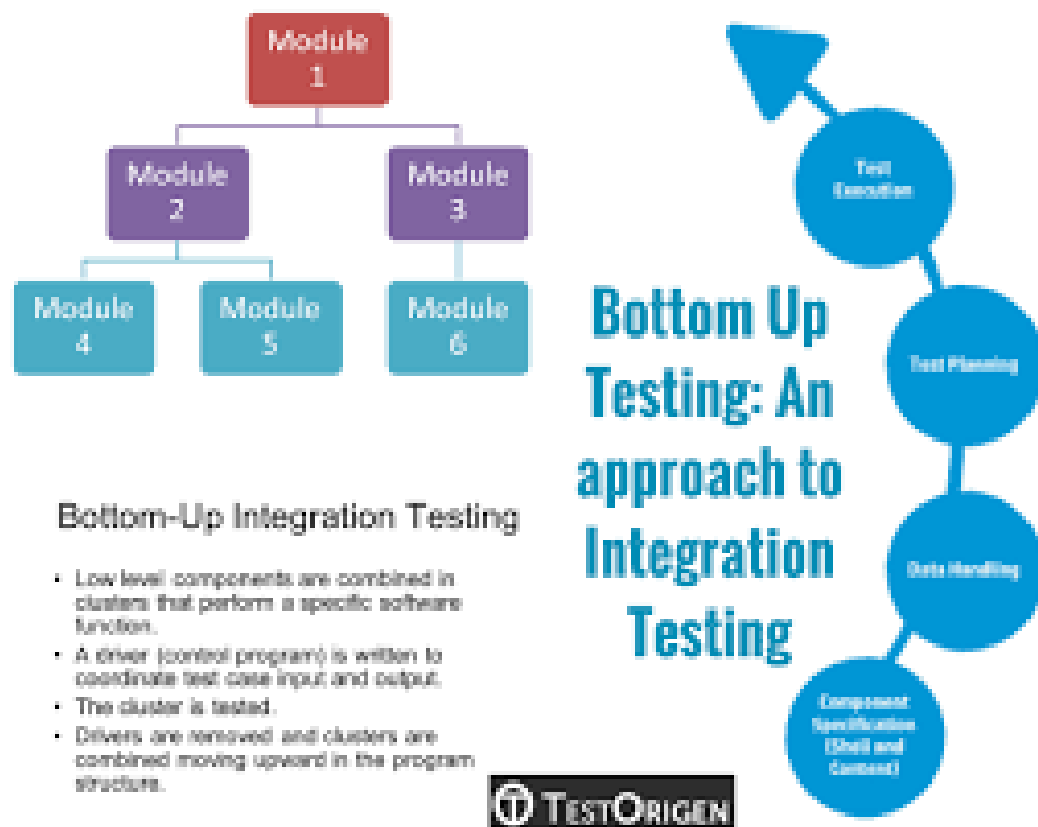 Module
1
Module
2
Module
3
Module
4
Module
5
Module
6
Bottom-Up Integration Testing
• Low level components are combined in
clusters that perform a specific software
function.
• A driver (control program) is written to
coordinate test case input and output.
• The cluster is tested.
• Drivers are removed and clusters are
combined moving upward in the program
structure.
Bottom Up
Testing: An
approach to
Integration
Testing
Test
Execution
Test Planning
Data Handling
Component
Specification
(Shell and
Content)
TESTORIGEN